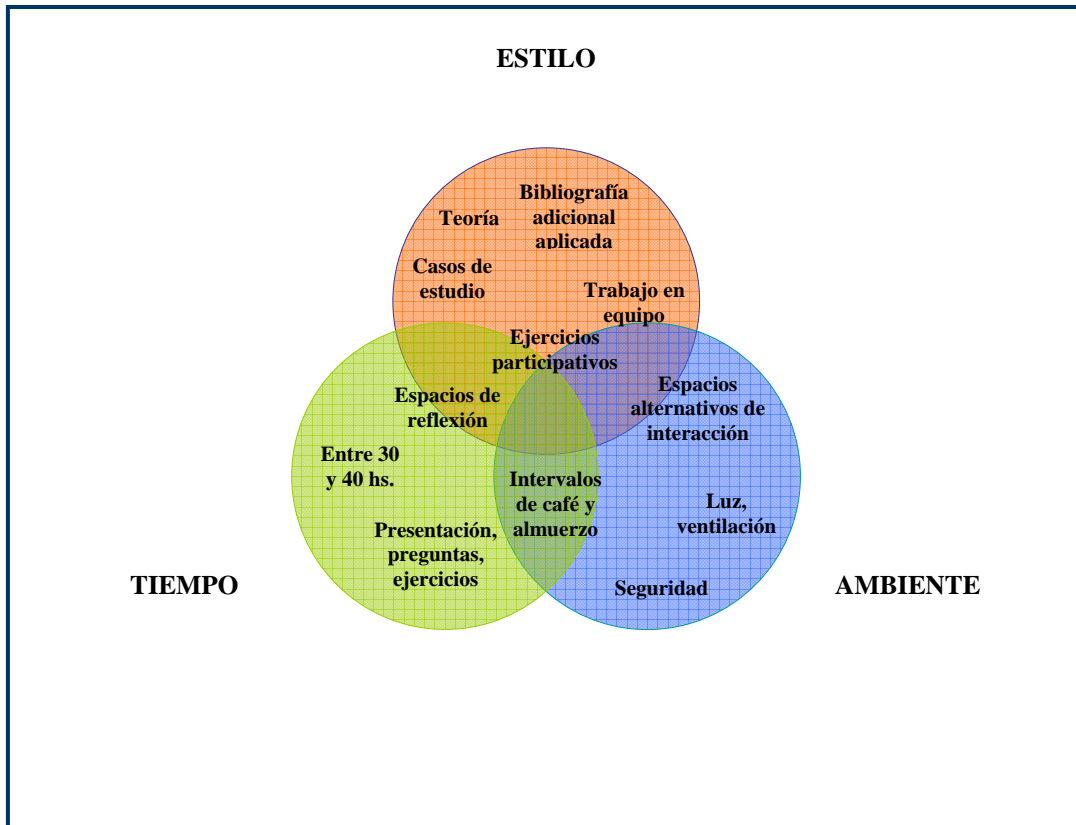 ESTILO
Bibliografía
adicional
aplicada
Teoría
Casos de
estudio
Trabajo en
equipo
Ejercicios
participativos
Espacios de
reflexión
Espacios
alternativos de
interacción
Entre 30
y 40 hs.
Intervalos
de café y
almuerzo
Luz,
ventilación
Presentación,
preguntas,
ejercicios
Seguridad
TIEMPO
AMBIENTE